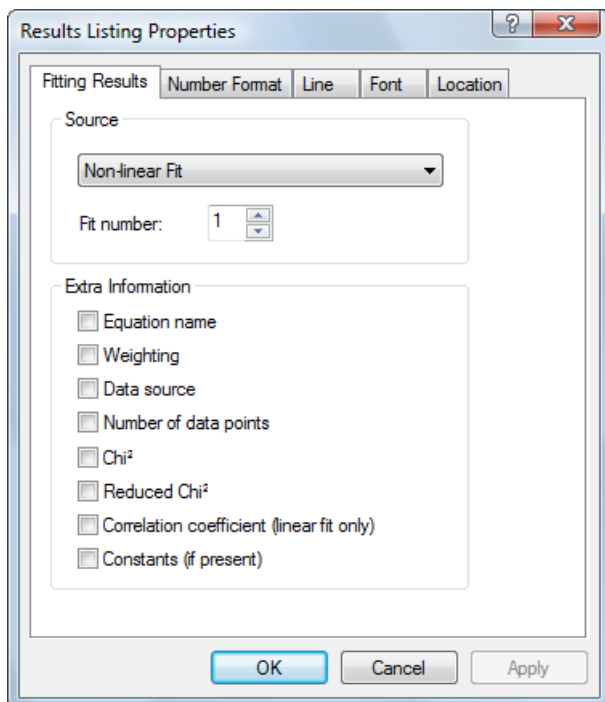 Results Listing Properties
?
Fitting Results Number Format Line Font Location
Source
Non-linear Fit
Fit number: 1
Extra Information
Equation name
Weighting
Data source
Number of data points
Chi²
Reduced Chi²
Correlation coefficient (linear fit only)
Constants (if present)
OK Cancel Apply